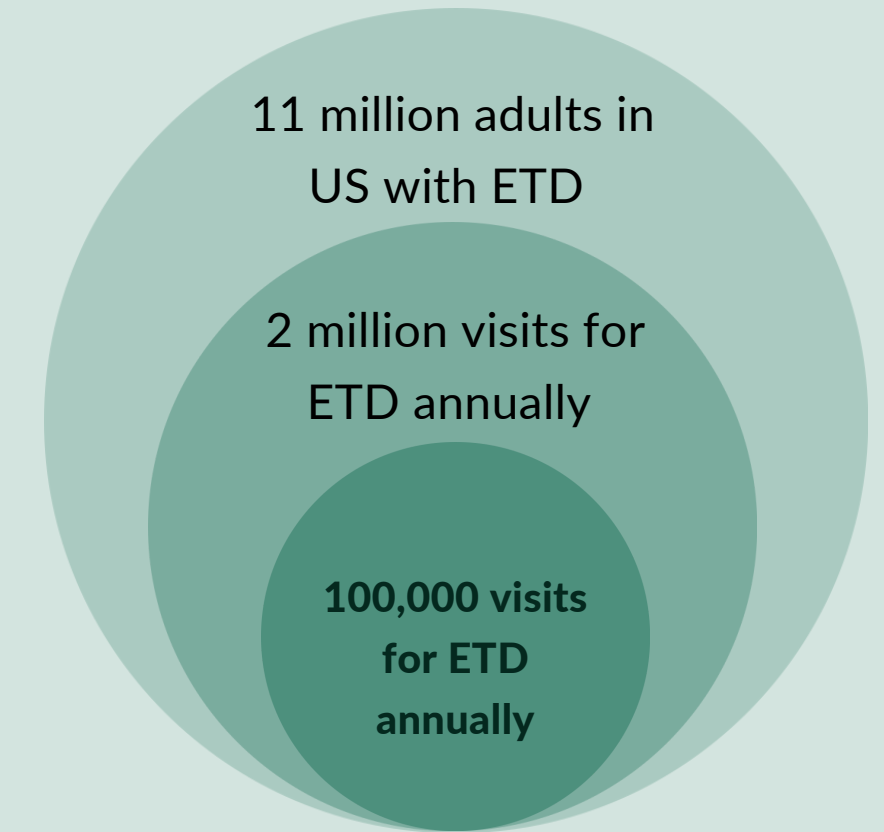 11 million adults in
US with ETD
2 million visits for
ETD annually
100,000 visits
for ETD
annually